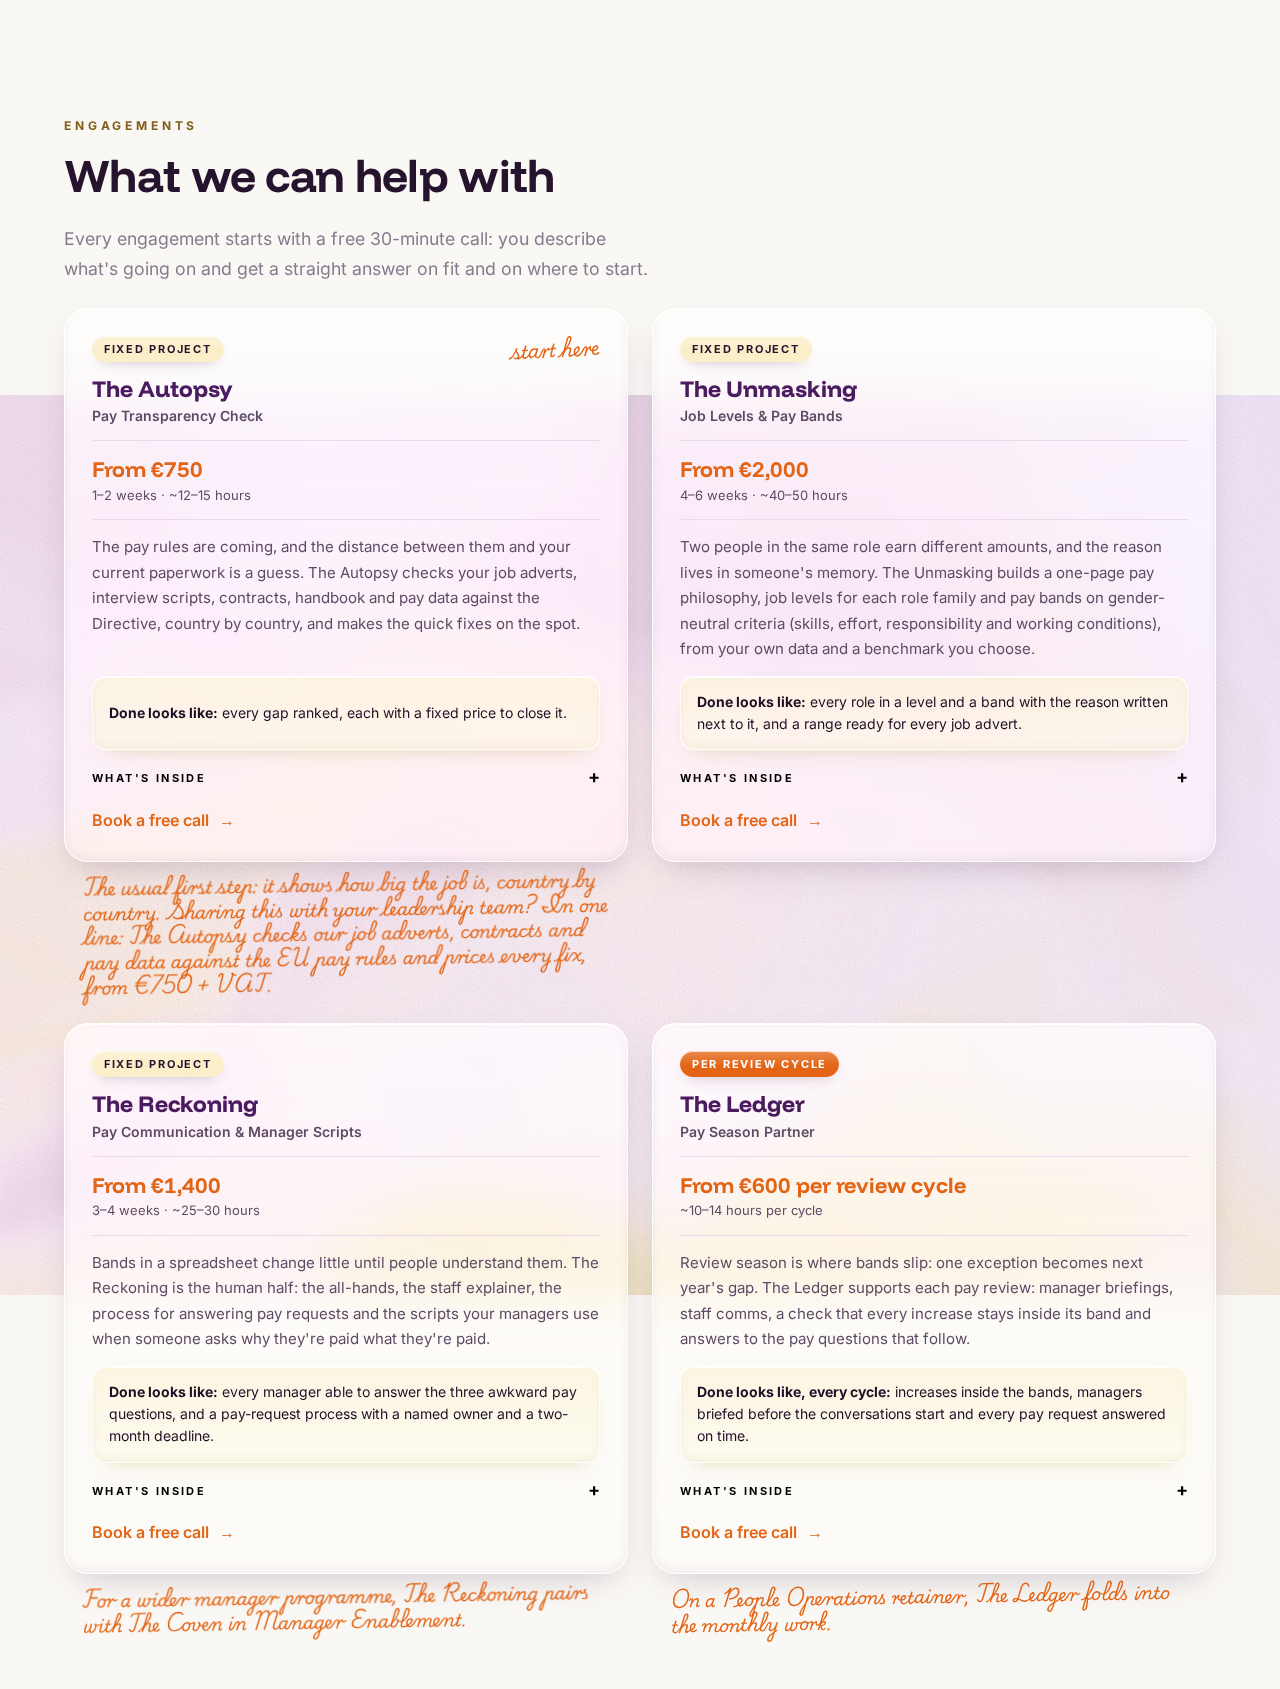 ENGAGEMENTS
What we can help with
Every engagement starts with a free 30-minute call: you describe
what's going on and get a straight answer on fit and on where to start.
FIXED PROJECT
start here
The Autopsy
Pay Transparency Check
From €750
1–2 weeks · ~12–15 hours
The pay rules are coming, and the distance between them and your
current paperwork is a guess. The Autopsy checks your job adverts,
interview scripts, contracts, handbook and pay data against the
Directive, country by country, and makes the quick fixes on the spot.
Done looks like: every gap ranked, each with a fixed price to close it.
WHAT'S INSIDE +
Book a free call →
The usual first step: it shows how big the job is, country by
country. Sharing this with your leadership team? In one
line: The Autopsy checks our job adverts, contracts and
pay data against the EU pay rules and prices every fix,
from €750 + VAT.
FIXED PROJECT
The Unmasking
Job Levels & Pay Bands
From €2,000
4–6 weeks · ~40–50 hours
Two people in the same role earn different amounts, and the reason
lives in someone's memory. The Unmasking builds a one-page pay
philosophy, job levels for each role family and pay bands on gender-
neutral criteria (skills, effort, responsibility and working conditions),
from your own data and a benchmark you choose.
Done looks like: every role in a level and a band with the reason written
next to it, and a range ready for every job advert.
WHAT'S INSIDE +
Book a free call →
FIXED PROJECT
The Reckoning
Pay Communication & Manager Scripts
From €1,400
3–4 weeks · ~25–30 hours
Bands in a spreadsheet change little until people understand them. The
Reckoning is the human half: the all-hands, the staff explainer, the
process for answering pay requests and the scripts your managers use
when someone asks why they're paid what they're paid.
Done looks like: every manager able to answer the three awkward pay
questions, and a pay-request process with a named owner and a two-
month deadline.
WHAT'S INSIDE +
Book a free call →
For a wider manager programme, The Reckoning pairs
with The Coven in Manager Enablement.
PER REVIEW CYCLE
The Ledger
Pay Season Partner
From €600 per review cycle
~10–14 hours per cycle
Review season is where bands slip: one exception becomes next
year's gap. The Ledger supports each pay review: manager briefings,
staff comms, a check that every increase stays inside its band and
answers to the pay questions that follow.
Done looks like, every cycle: increases inside the bands, managers
briefed before the conversations start and every pay request answered
on time.
WHAT'S INSIDE +
Book a free call →
On a People Operations retainer, The Ledger folds into
the monthly work.